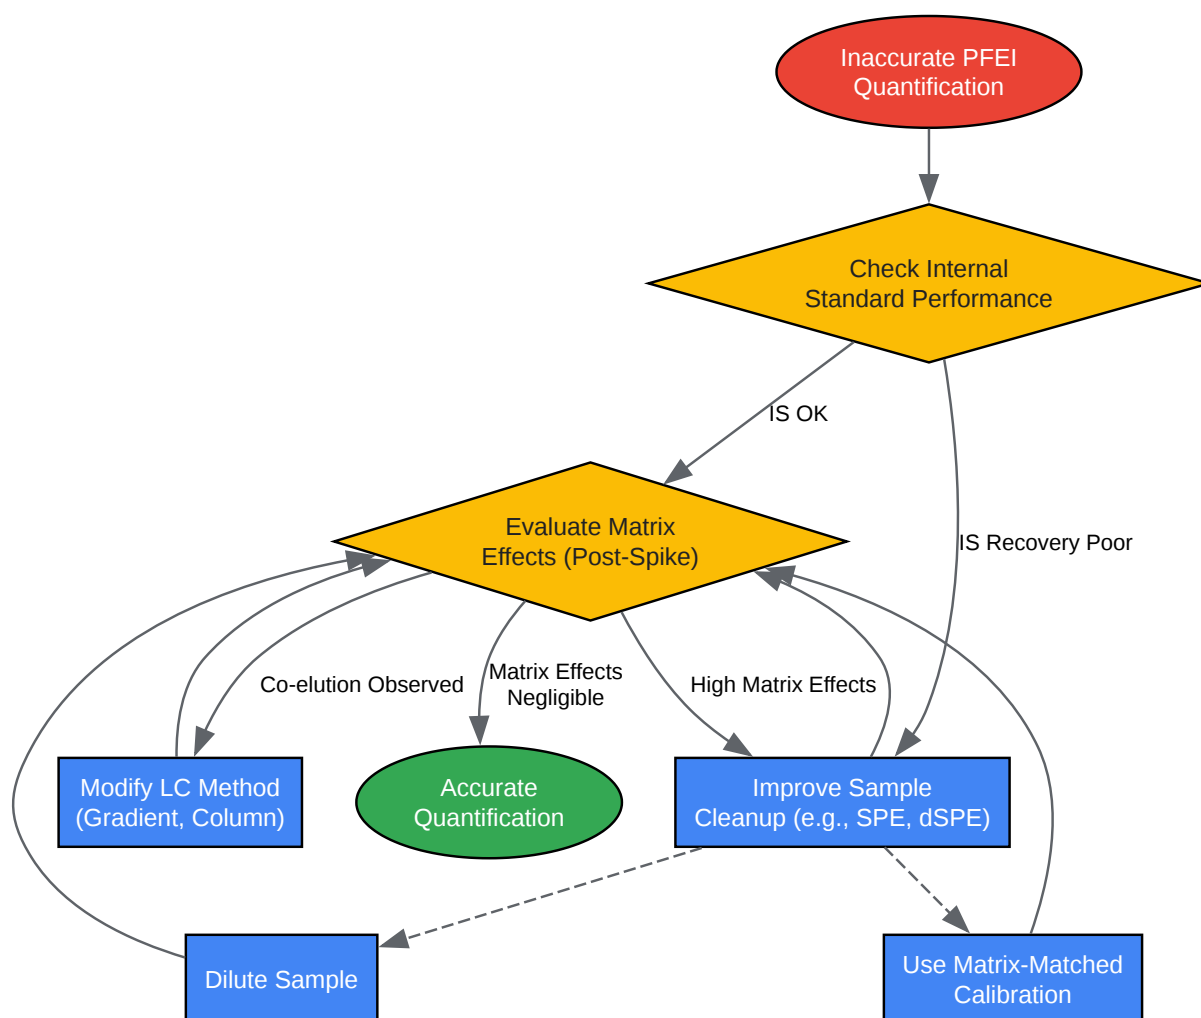 Inaccurate PFEI
Quantification
Check Internal
Standard Performance
IS OK
IS Recovery Poor
Evaluate Matrix
Effects (Post-Spike)
Co-elution Observed
Matrix Effects
Negligible
High Matrix Effects
Modify LC Method
(Gradient, Column)
Accurate
Quantification
Improve Sample
Cleanup (e.g., SPE, dSPE)
Dilute Sample
Use Matrix-Matched
Calibration